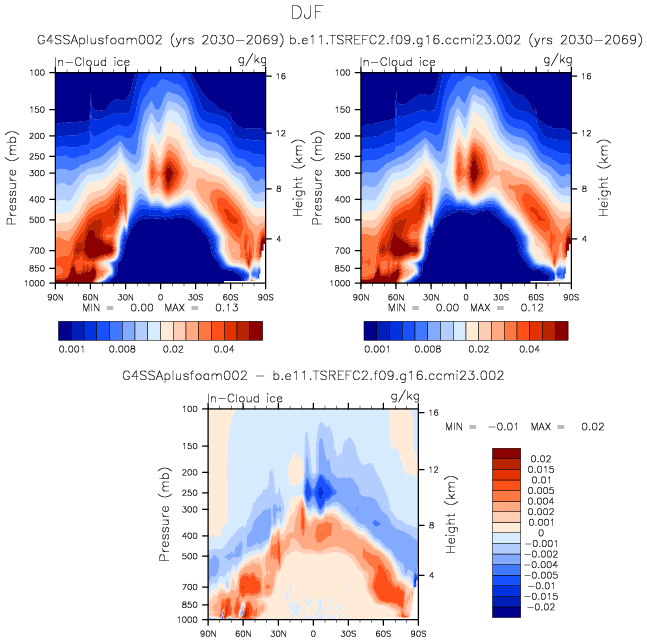 DJF
G4SSAplusfoam002 (yrs 2030-2069) b.e11.TSREFC2.f09.g16.ccmi23.002 (yrs 2030-2069)
In-Cloud ice g/kg In-Cloud ice g/kg
Pressure (mb) Height (km) Pressure (mb) Height (km)
100 150 200 250 300 400 500 700 850 1000
16 12 8 4
100 150 200 250 300 400 500 700 850 1000
16 12 8 4
90N 60N 30N 0 30S 60S 90S 90N 60N 30N 0 30S 60S 90S
MIN = 0.00 MAX = 0.13 MIN = 0.00 MAX = 0.12
0.001 0.008 0.02 0.04 0.001 0.008 0.02 0.04
G4SSAplusfoam002 - b.e11.TSREFC2.f09.g16.ccmi23.002
In-Cloud ice g/kg
MIN = -0.01 MAX = 0.02
Pressure (mb) Height (km)
100 150 200 250 300 400 500 700 850 1000
16 12 8 4
90N 60N 30N 0 30S 60S 90S
0.02
0.015
0.01
0.005
0.004
0.002
0.001
0
-0.001
-0.002
-0.004
-0.005
-0.01
-0.015
-0.02